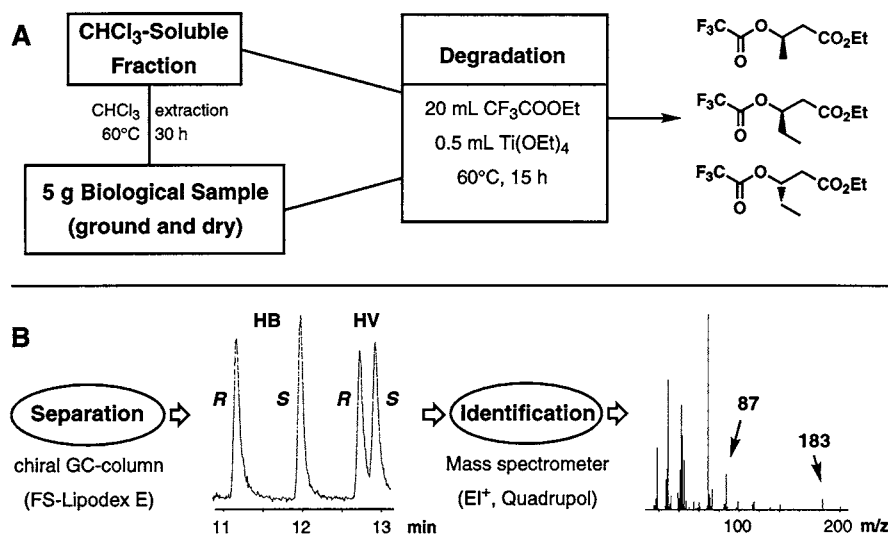 A
CHCl3-Soluble
Fraction
CHCl3 extraction
60°C 30 h
5 g Biological Sample
(ground and dry)
Degradation
20 mL CF3COOEt
0.5 mL Ti(OEt)4
60°C, 15 h
F3C O CO2Et
O
F3C O CO2Et
O
F3C O CO2Et
O
B
HB HV
R S R S
Separation
chiral GC-column
(FS-Lipodex E)
11 12 13 min
Identification
Mass spectrometer
(EI+, Quadrupol)
87
183
100 200 m/z